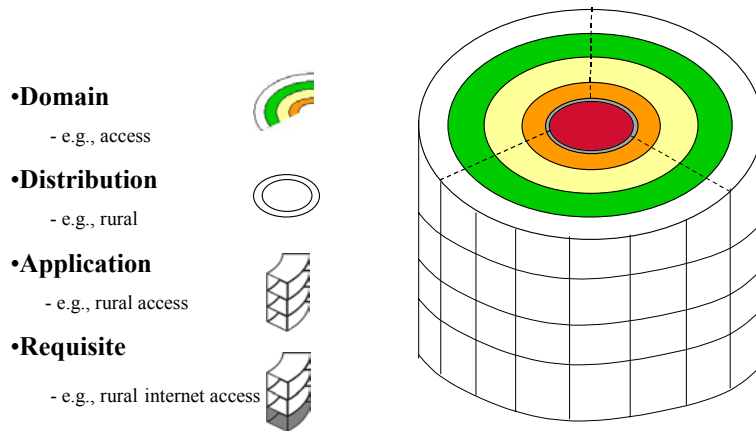 •Domain
- e.g., access
•Distribution
- e.g., rural
•Application
- e.g., rural access
•Requisite
- e.g., rural internet access